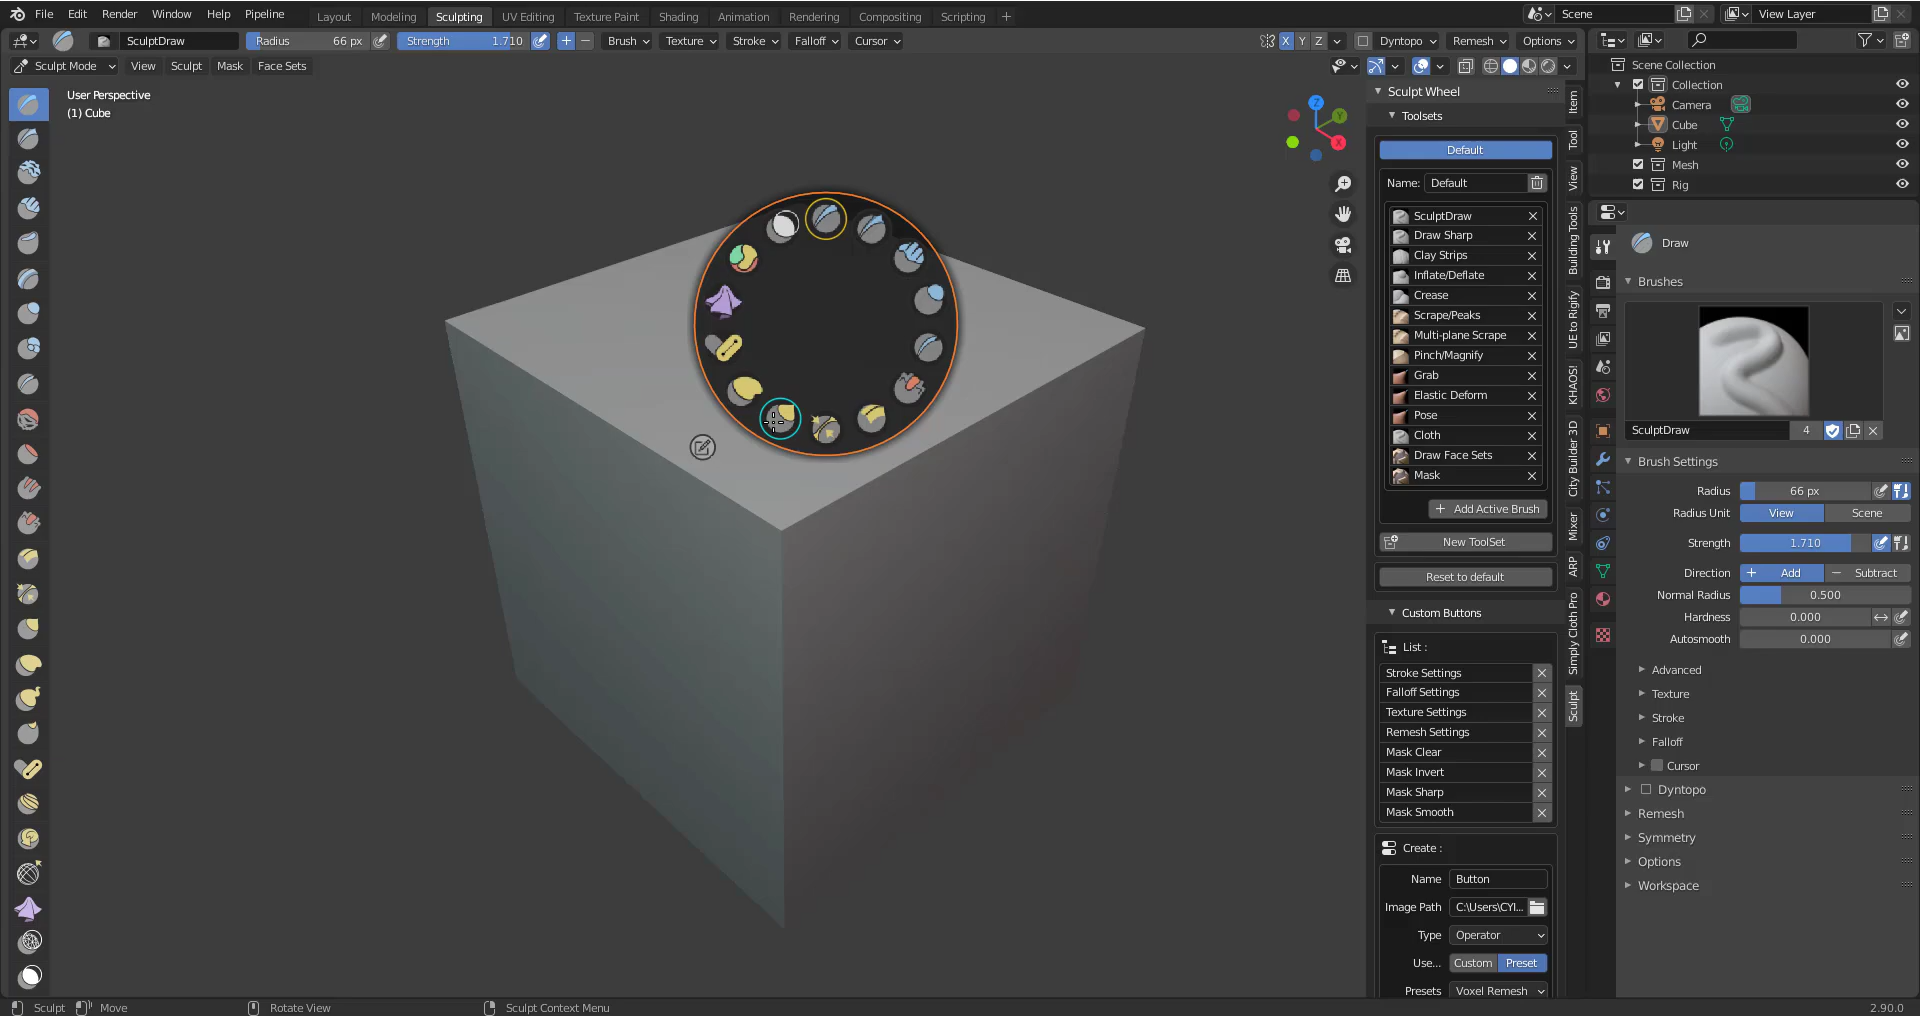 File Edit Render Window Help Pipeline Layout Modeling Sculpting UV Editing Texture Paint Shading Animation Rendering Compositing Scripting + Scene View Layer
SculptDraw Radius 66 px Strength 1.710 + − Brush Texture Stroke Falloff Cursor X Y Z Dyntopo Remesh Options
Sculpt Mode View Sculpt Mask Face Sets
User Perspective
(1) Cube
Z
Y
X
Sculpt Wheel
Toolsets
Default
Name: Default
SculptDraw
Draw Sharp
Clay Strips
Inflate/Deflate
Crease
Scrape/Peaks
Multi-plane Scrape
Pinch/Magnify
Grab
Elastic Deform
Pose
Cloth
Draw Face Sets
Mask
+ Add Active Brush
New ToolSet
Reset to default
Custom Buttons
List :
Stroke Settings
Falloff Settings
Texture Settings
Remesh Settings
Mask Clear
Mask Invert
Mask Sharp
Mask Smooth
Create :
Name Button
Image Path C:\Users\CYI...
Type Operator
Use... Custom Preset
Presets Voxel Remesh
Item
Tool
View
Building Tools
UE to Rigify
KHAOS!
City Builder 3D
Mixer
ARP
Simply Cloth Pro
Sculpt
Scene Collection
Collection
Camera
Cube
Light
Mesh
Rig
Draw
Brushes
SculptDraw 4
Brush Settings
Radius 66 px
Radius Unit View Scene
Strength 1.710
Direction + Add − Subtract
Normal Radius 0.500
Hardness 0.000
Autosmooth 0.000
Advanced
Texture
Stroke
Falloff
Cursor
Dyntopo
Remesh
Symmetry
Options
Workspace
Sculpt Move Rotate View Sculpt Context Menu 2.90.0